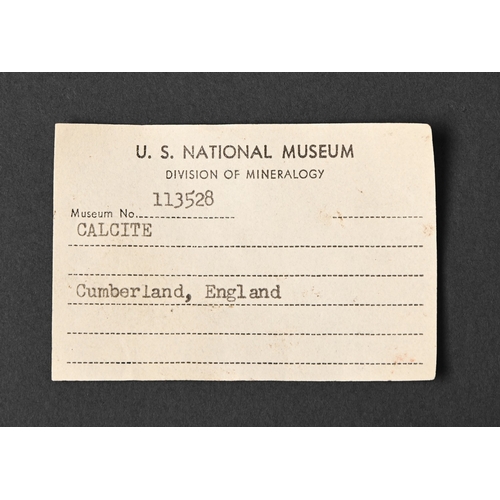 U. S. NATIONAL MUSEUM
DIVISION OF MINERALOGY
Museum No. 113528
CALCITE
Cumberland, England